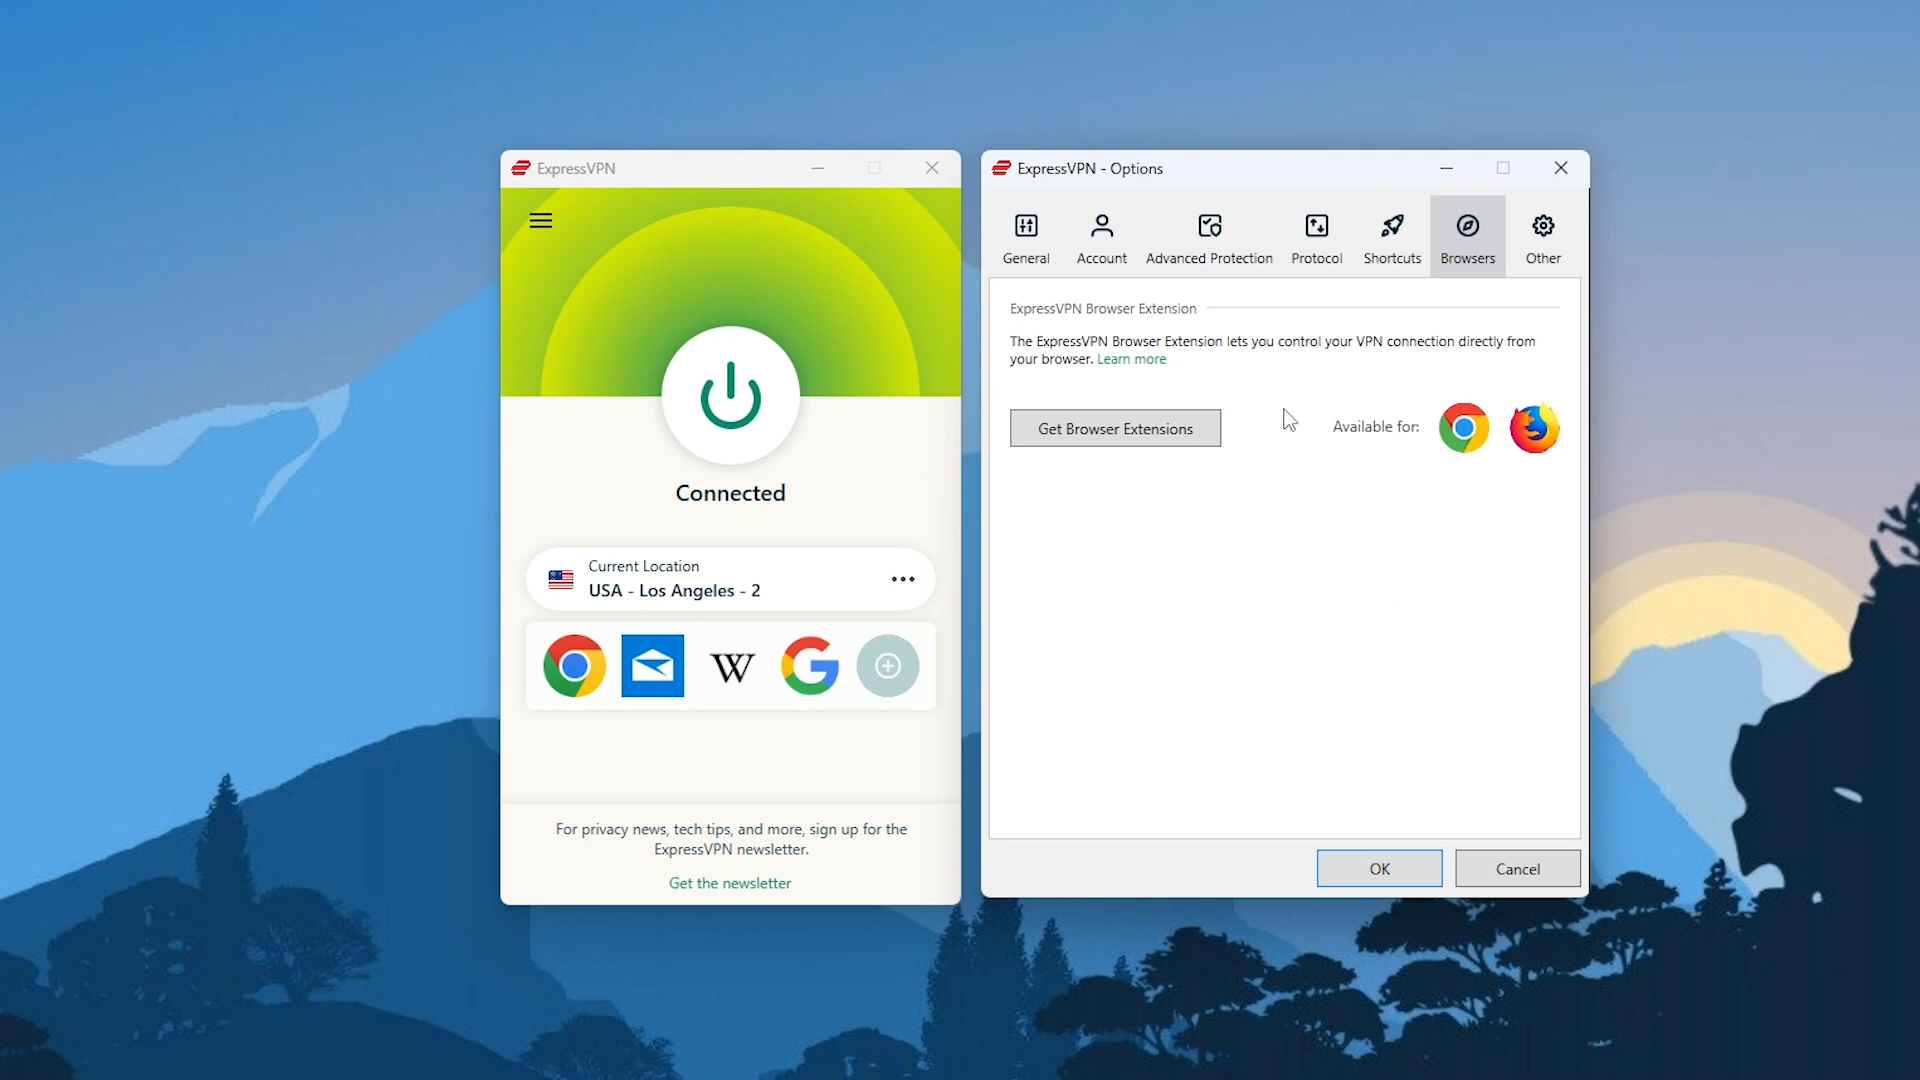 ExpressVPN
Connected
Current Location
USA - Los Angeles - 2
W
G
For privacy news, tech tips, and more, sign up for the
ExpressVPN newsletter.
Get the newsletter
ExpressVPN - Options
General Account Advanced Protection Protocol Shortcuts Browsers Other
ExpressVPN Browser Extension
The ExpressVPN Browser Extension lets you control your VPN connection directly from
your browser. Learn more
Get Browser Extensions Available for:
OK Cancel